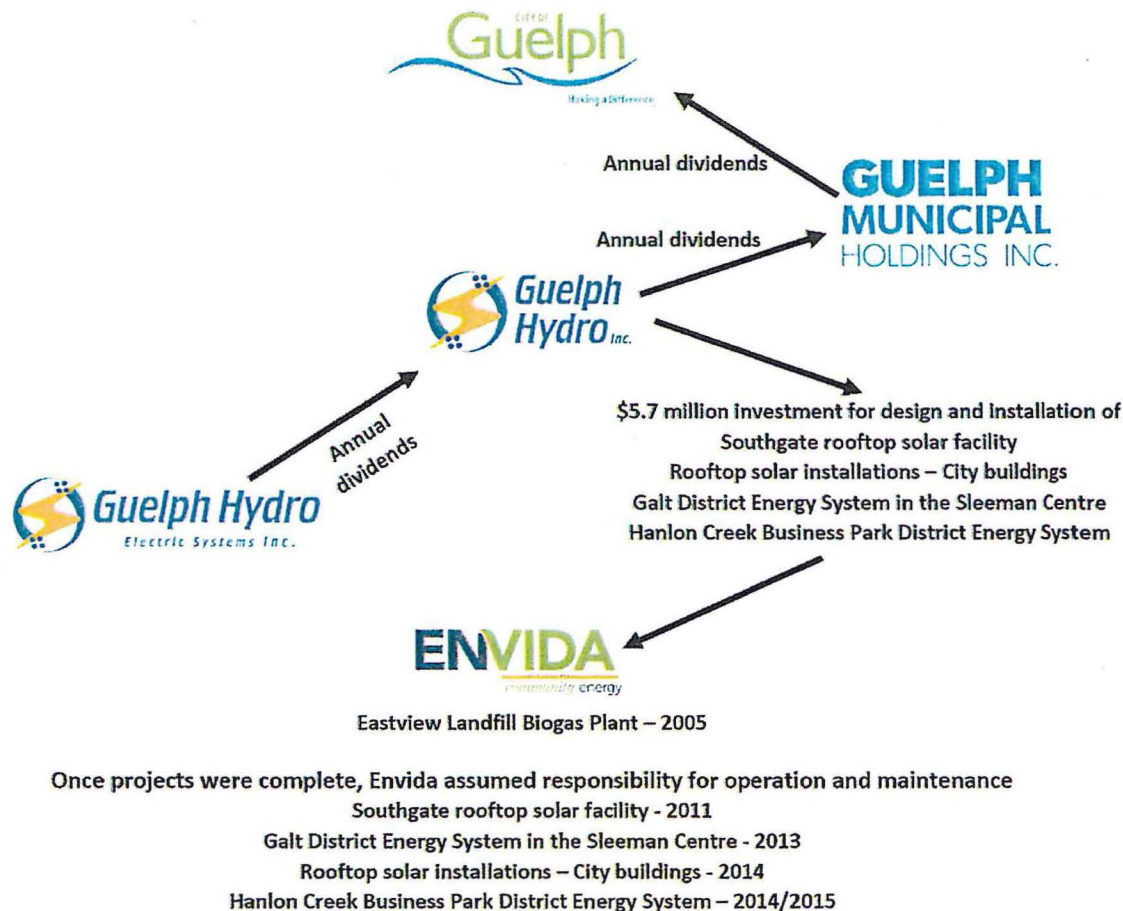 CITY OF
Guelph
Making a Difference
Annual dividends
GUELPH
MUNICIPAL
HOLDINGS INC.
Annual dividends
Guelph
Hydro Inc.
Annual
dividends
$5.7 million investment for design and installation of
Southgate rooftop solar facility
Rooftop solar installations – City buildings
Galt District Energy System in the Sleeman Centre
Hanlon Creek Business Park District Energy System
Guelph Hydro
Electric Systems Inc.
ENVIDA
community energy
Eastview Landfill Biogas Plant – 2005
Once projects were complete, Envida assumed responsibility for operation and maintenance
Southgate rooftop solar facility - 2011
Galt District Energy System in the Sleeman Centre - 2013
Rooftop solar installations – City buildings - 2014
Hanlon Creek Business Park District Energy System – 2014/2015